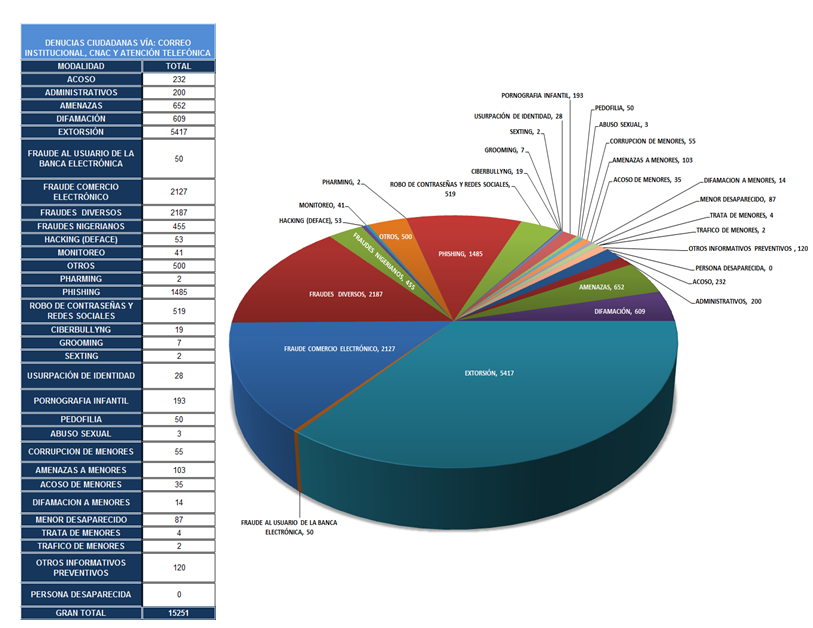 DENUCIAS CIUDADANAS VÍA: CORREO
INSTITUCIONAL, CNAC Y ATENCIÓN TELEFÓNICA
MODALIDAD TOTAL
ACOSO 232
ADMINISTRATIVOS 200
AMENAZAS 652
DIFAMACIÓN 609
EXTORSIÓN 5417
FRAUDE AL USUARIO DE LA
BANCA ELECTRÓNICA 50
FRAUDE COMERCIO
ELECTRÓNICO 2127
FRAUDES DIVERSOS 2187
FRAUDES NIGERIANOS 455
HACKING (DEFACE) 53
MONITOREO 41
OTROS 500
PHARMING 2
PHISHING 1485
ROBO DE CONTRASEÑAS Y
REDES SOCIALES 519
CIBERBULLYNG 19
GROOMING 7
SEXTING 2
USURPACIÓN DE IDENTIDAD 28
PORNOGRAFIA INFANTIL 193
PEDOFILIA 50
ABUSO SEXUAL 3
CORRUPCION DE MENORES 55
AMENAZAS A MENORES 103
ACOSO DE MENORES 35
DIFAMACION A MENORES 14
MENOR DESAPARECIDO 87
TRATA DE MENORES 4
TRAFICO DE MENORES 2
OTROS INFORMATIVOS
PREVENTIVOS 120
PERSONA DESAPARECIDA 0
GRAN TOTAL 15251
PORNOGRAFIA INFANTIL, 193
USURPACIÓN DE IDENTIDAD, 28
SEXTING, 2
GROOMING, 7
CIBERBULLYNG, 19
ROBO DE CONTRASEÑAS Y REDES SOCIALES,
519
PHARMING, 2
MONITOREO, 41
HACKING (DEFACE), 53
PEDOFILIA, 50
ABUSO SEXUAL, 3
CORRUPCION DE MENORES, 55
AMENAZAS A MENORES, 103
ACOSO DE MENORES, 35
DIFAMACION A MENORES, 14
MENOR DESAPARECIDO, 87
TRATA DE MENORES, 4
TRAFICO DE MENORES, 2
OTROS INFORMATIVOS PREVENTIVOS , 120
PERSONA DESAPARECIDA, 0
ACOSO, 232
ADMINISTRATIVOS, 200
OTROS, 500
PHISHING, 1485
FRAUDES NIGERIANOS, 455
FRAUDES DIVERSOS, 2187
AMENAZAS, 652
DIFAMACIÓN, 609
FRAUDE COMERCIO ELECTRÓNICO, 2127
EXTORSIÓN, 5417
FRAUDE AL USUARIO DE LA BANCA
ELECTRÓNICA, 50